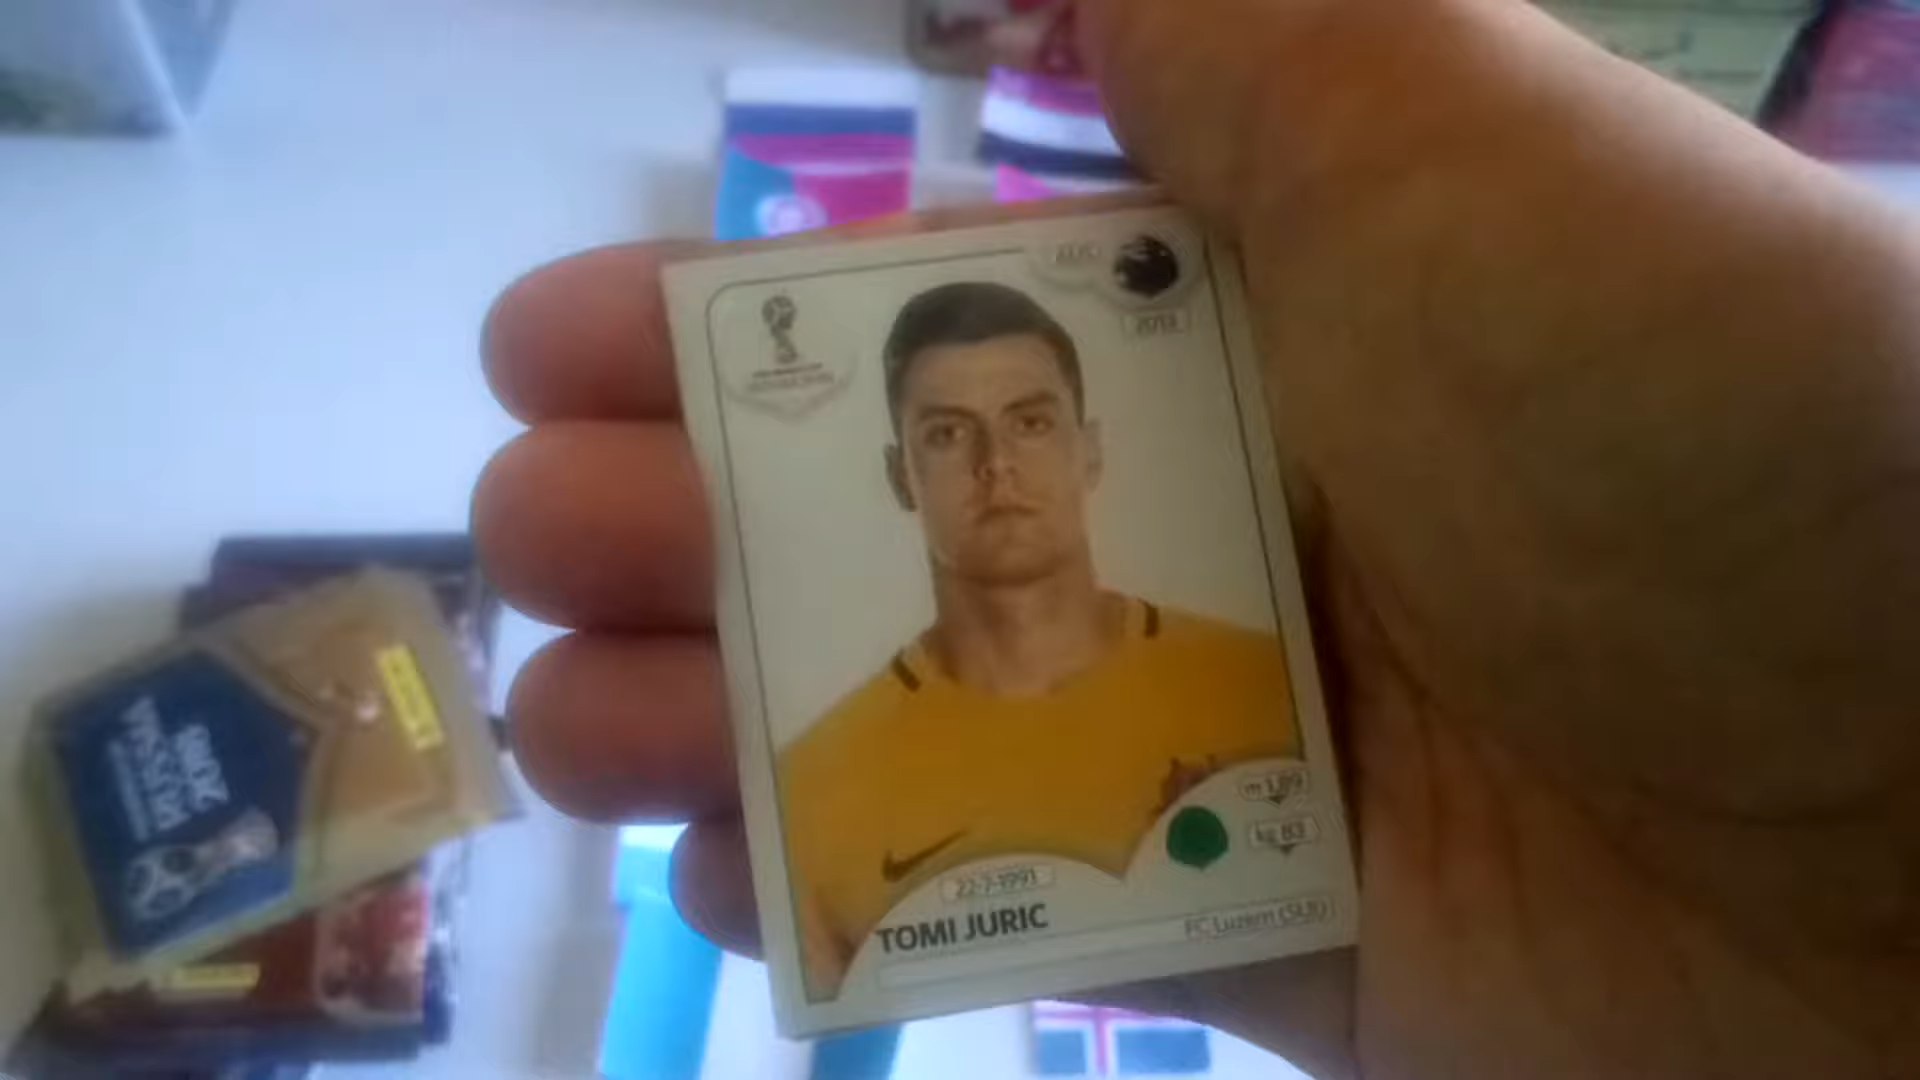 AUS
2013
m 1,89
kg 83
22-7-1991
TOMI JURIC
FC Luzern (SUI)
2018
RUSSIA